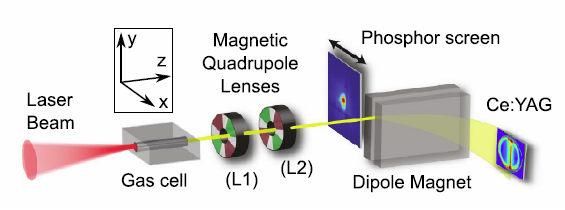 y
z
x
Laser
Beam
Gas cell
Magnetic
Quadrupole
Lenses
(L1)
(L2)
Phosphor screen
Dipole Magnet
Ce:YAG